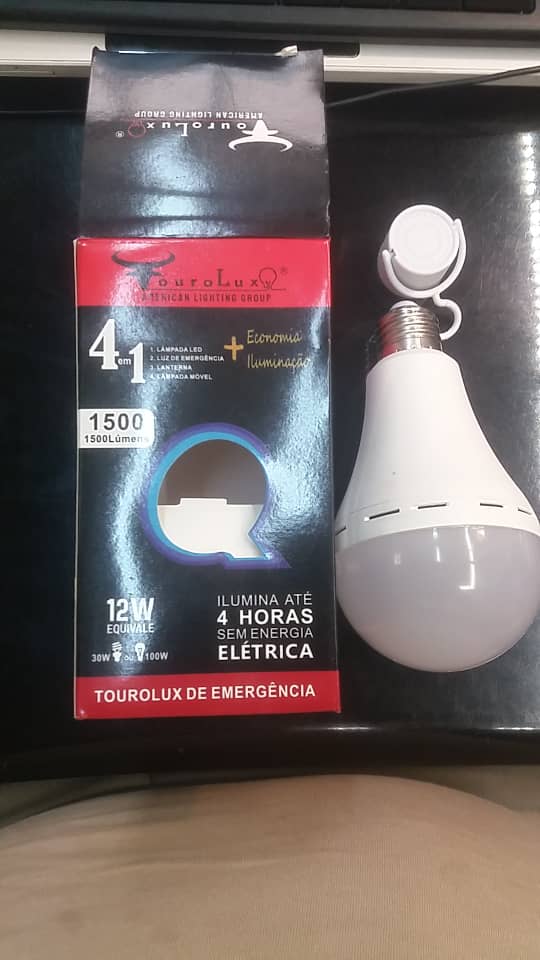 TouroLux®
AMERICAN LIGHTING GROUP
TouroLux®
AMERICAN LIGHTING GROUP
4 em 1
1. LÂMPADA LED
2. LUZ DE EMERGÊNCIA
3. LANTERNA
4. LÂMPADA MÓVEL
+ Economia
Iluminação
1500
1500Lúmens
12W
EQUIVALE
30W ou 100W
ILUMINA ATÉ
4 HORAS
SEM ENERGIA
ELÉTRICA
TOUROLUX DE EMERGÊNCIA